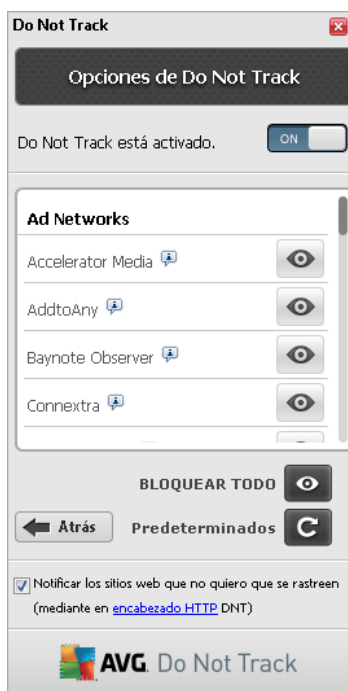 Do Not Track
Opciones de Do Not Track
Do Not Track está activado.
ON
Ad Networks
Accelerator Media
AddtoAny
Baynote Observer
Connextra
BLOQUEAR TODO
Atrás
Predeterminados
Notificar los sitios web que no quiero que se rastreen
(mediante en encabezado HTTP DNT)
AVG. Do Not Track